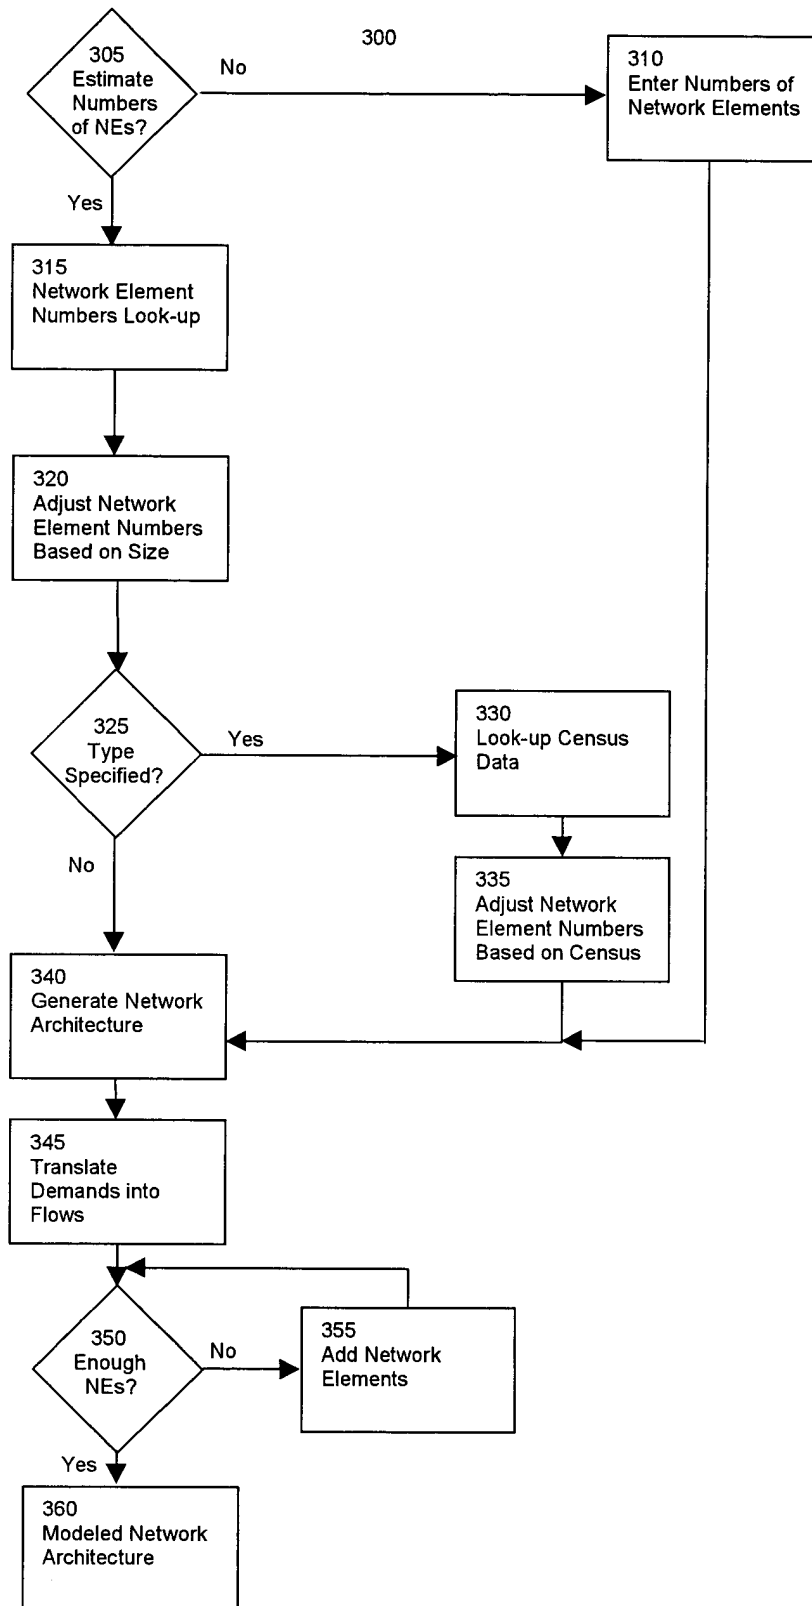 300
305
Estimate
Numbers
of NEs?
No
310
Enter Numbers of
Network Elements
Yes
315
Network Element
Numbers Look-up
320
Adjust Network
Element Numbers
Based on Size
325
Type
Specified?
Yes
330
Look-up Census
Data
No
335
Adjust Network
Element Numbers
Based on Census
340
Generate Network
Architecture
345
Translate
Demands into
Flows
350
Enough
NEs?
No
355
Add Network
Elements
Yes
360
Modeled Network
Architecture